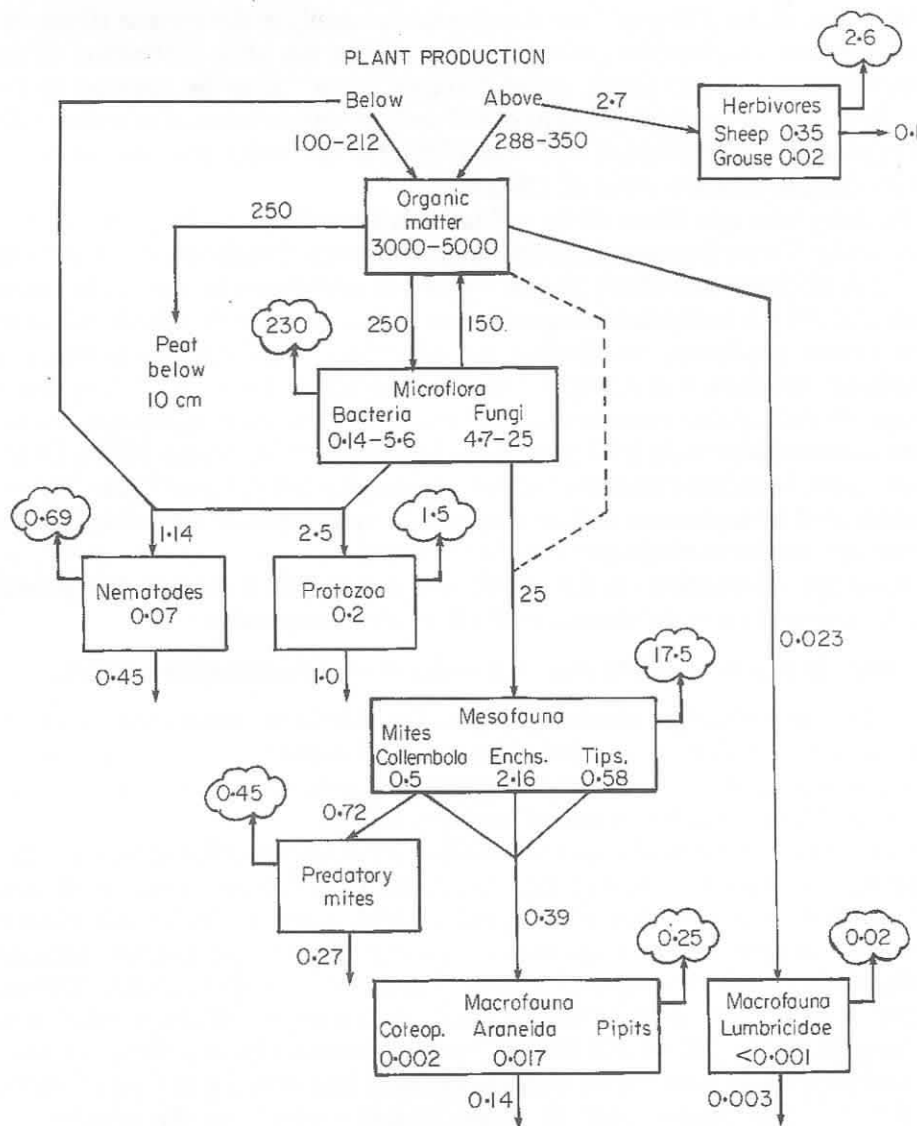 2·6
PLANT PRODUCTION
Below Above
2·7
Herbivores
Sheep 0·35
Grouse 0·02
100–212
288–350
Organic
matter
3000–5000
250
230
250
150
Peat
below
10 cm
Microflora
Bacteria Fungi
0·14–5·6 4·7–25
0·69
1·14
2·5
1·5
Nematodes
0·07
Protozoa
0·2
25
0·023
0·45
1·0
17·5
Mesofauna
Mites
Collembola Enchs. Tips.
0·5 2·16 0·58
0·45
0·72
Predatory
mites
0·39
0·27
0·25
0·02
Macrofauna
Coteop. Araneida Pipits
0·002 0·017
Macrofauna
Lumbricidae
<0·001
0·14
0·003